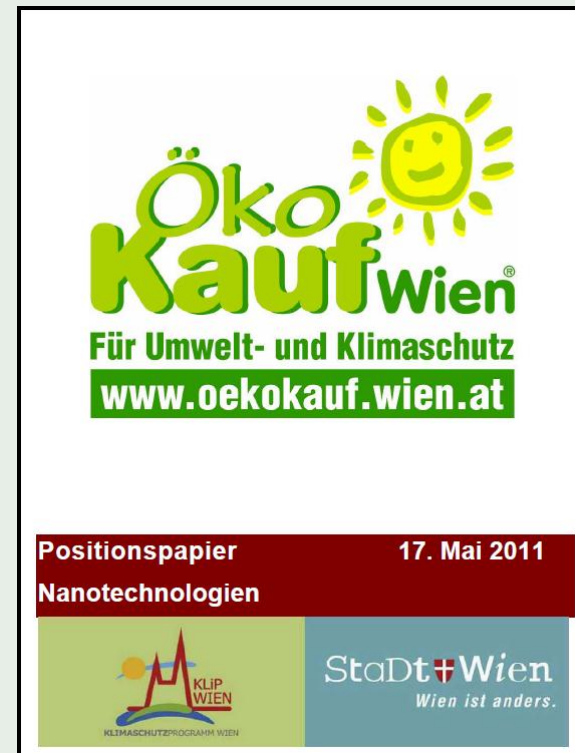 Öko
Kauf Wien®
Für Umwelt- und Klimaschutz
www.oekokauf.wien.at
Positionspapier 17. Mai 2011
Nanotechnologien
KLiP
WIEN
KLIMASCHUTZPROGRAMM WIEN
StaDt Wien
Wien ist anders.